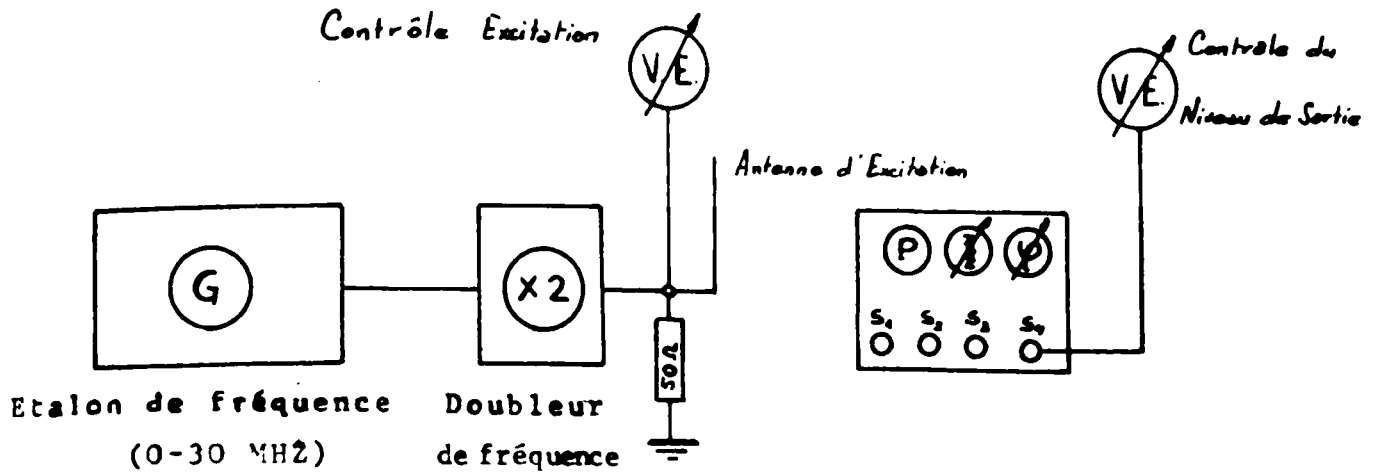 Contrôle Excitation
V.E.
Contrôle du
Niveau de Sortie
V.E.
Antenne d'Excitation
G
X2
50Ω
P
φ
S1 S2 S3 S4
Etalon de fréquence
(0-30 MHZ)
Doubleur
de fréquence